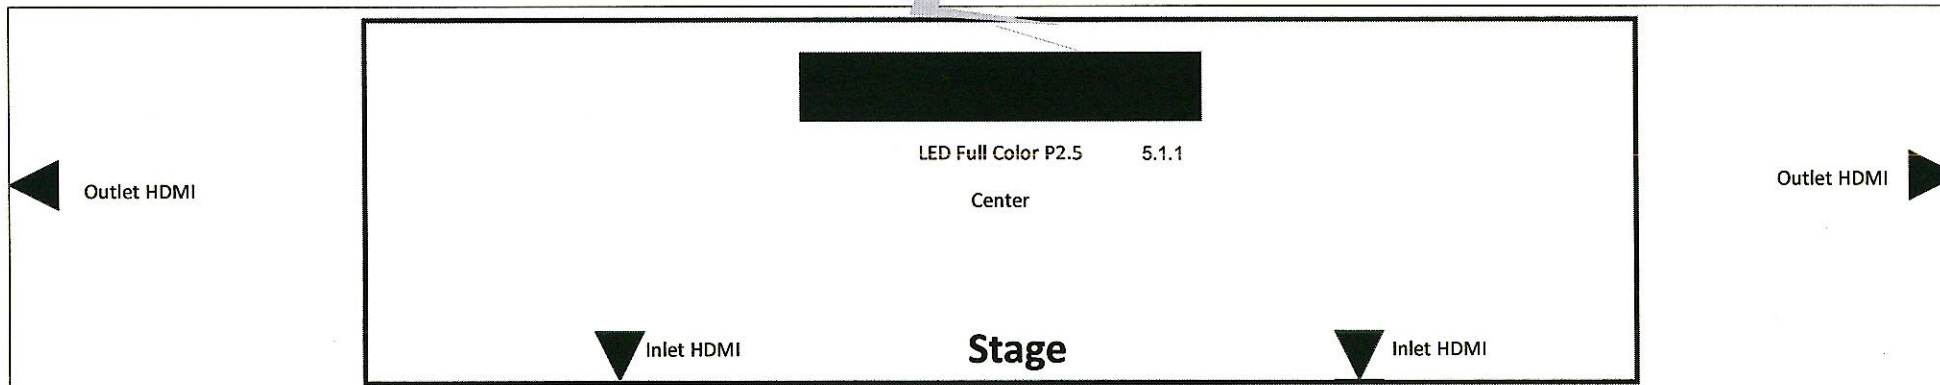 LED Full Color P2.5 5.1.1
Outlet HDMI
Outlet HDMI
Center
Inlet HDMI
Stage
Inlet HDMI